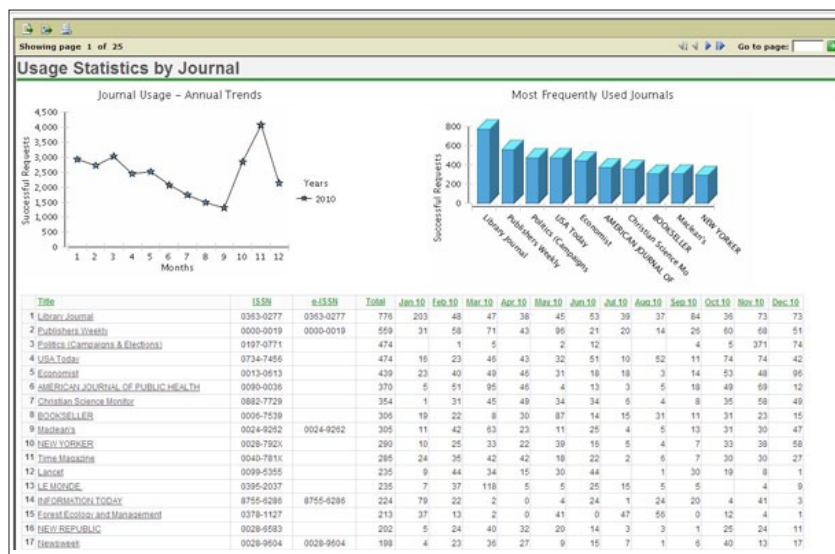 Showing page 1 of 25 Go to page:
Usage Statistics by Journal
Journal Usage – Annual Trends
4,500
4,000
3,500
3,000
2,500
2,000
1,500
1,000
500
0
Successful Requests
1 2 3 4 5 6 7 8 9 10 11 12
Months
Years
2010
Most Frequently Used Journals
800
600
400
200
0
Successful Requests
Library Journal
Publishers Weekly
Politics (Campaigns
USA Today
Economist
AMERICAN JOURNAL OF
Christian Science Mo
BOOKSELLER
Maclean's
NEW YORKER
Title ISSN e-ISSN Total Jan 10 Feb 10 Mar 10 Apr 10 May 10 Jun 10 Jul 10 Aug 10 Sep 10 Oct 10 Nov 10 Dec 10
1 Library Journal 0363-0277 0363-0277 776 203 48 47 38 45 53 39 37 84 36 73 73
2 Publishers Weekly 0000-0019 0000-0019 559 31 58 71 43 96 21 20 14 26 60 68 51
3 Politics (Campaigns & Elections) 0197-0771 474 1 5 2 12 4 5 371 74
4 USA Today 0734-7456 474 16 23 46 43 32 51 10 52 11 74 74 42
5 Economist 0013-0613 439 23 40 49 46 31 18 18 3 14 53 48 96
6 AMERICAN JOURNAL OF PUBLIC HEALTH 0090-0036 370 5 51 95 46 4 13 3 5 18 49 69 12
7 Christian Science Monitor 0882-7729 354 1 31 45 49 34 34 6 4 8 35 58 49
8 BOOKSELLER 0006-7539 306 19 22 8 30 87 14 15 31 11 31 23 15
9 Maclean's 0024-9262 0024-9262 305 11 42 63 23 11 25 4 5 13 31 30 47
10 NEW YORKER 0028-792X 290 10 25 33 22 39 16 5 4 7 33 38 58
11 Time Magazine 0040-781X 285 24 35 42 42 18 22 2 6 7 30 30 27
12 Lancet 0099-5355 235 9 44 34 15 30 44 1 30 19 8 1
13 LE MONDE. 0395-2037 235 7 37 118 5 5 25 15 5 5 4 9
14 INFORMATION TODAY 8755-6286 8755-6286 224 79 22 2 0 4 24 1 24 20 4 41 3
15 Forest Ecology and Management 0378-1127 213 37 13 2 0 41 0 47 56 0 12 4 1
16 NEW REPUBLIC 0028-6583 202 5 24 40 32 20 14 3 3 1 25 24 11
17 Newsweek 0028-9604 0028-9604 198 4 23 36 27 9 15 7 1 6 40 13 17